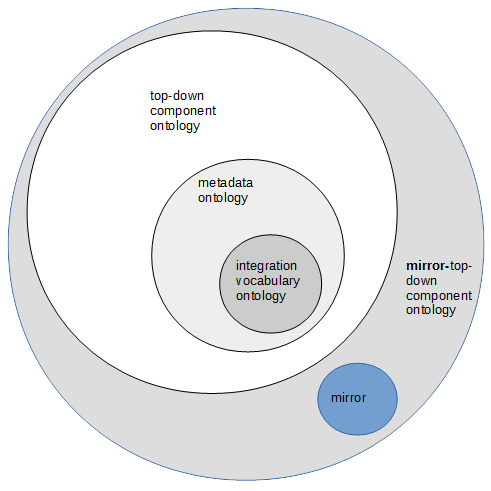 top-down
component
ontology
metadata
ontology
integration
vocabulary
ontology
mirror-top-
down
component
ontology
mirror